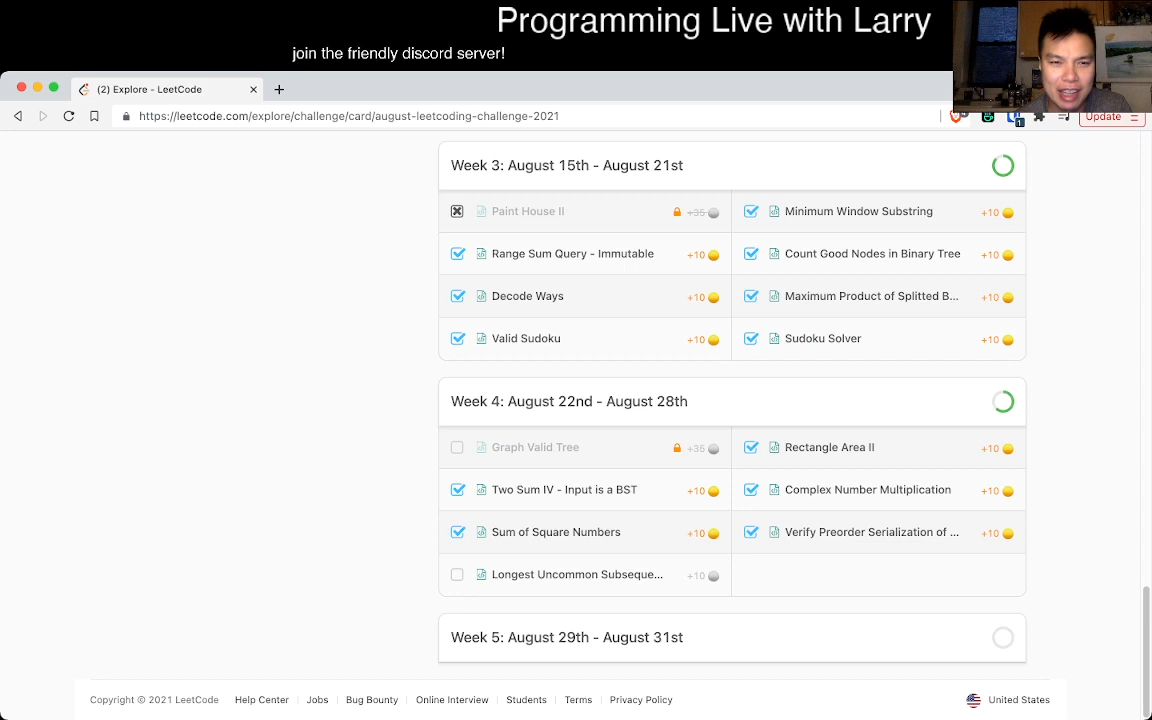 Programming Live with Larry
join the friendly discord server!
(2) Explore - LeetCode
https://leetcode.com/explore/challenge/card/august-leetcoding-challenge-2021
1
Update
Week 3: August 15th - August 21st
Paint House II +35
Minimum Window Substring +10
Range Sum Query - Immutable +10
Count Good Nodes in Binary Tree +10
Decode Ways +10
Maximum Product of Splitted B... +10
Valid Sudoku +10
Sudoku Solver +10
Week 4: August 22nd - August 28th
Graph Valid Tree +35
Rectangle Area II +10
Two Sum IV - Input is a BST +10
Complex Number Multiplication +10
Sum of Square Numbers +10
Verify Preorder Serialization of ... +10
Longest Uncommon Subseque... +10
Week 5: August 29th - August 31st
Copyright © 2021 LeetCode Help Center Jobs Bug Bounty Online Interview Students Terms Privacy Policy United States